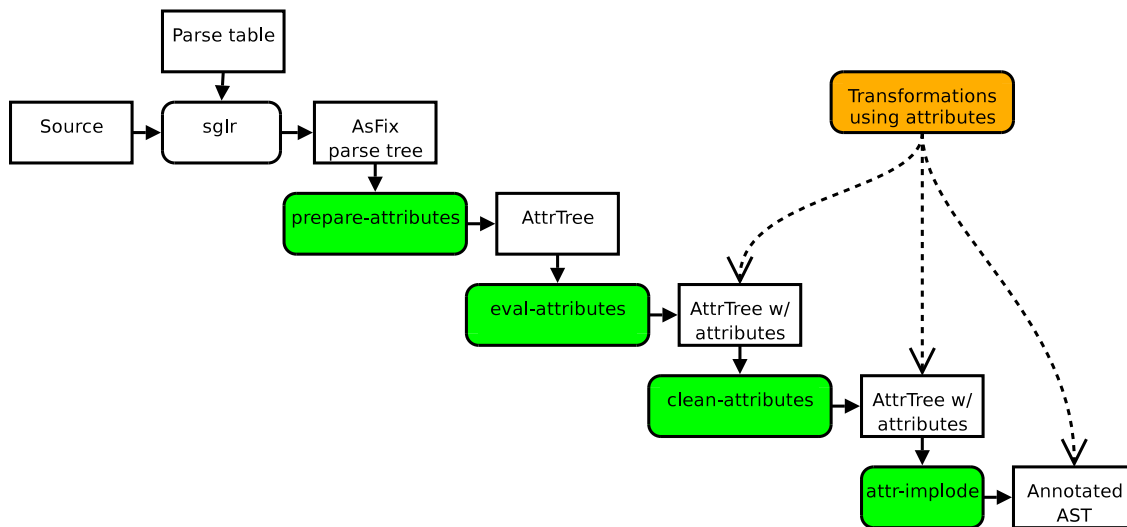 Parse table
Source
sglr
AsFix
parse tree
Transformations
using attributes
prepare-attributes
AttrTree
eval-attributes
AttrTree w/
attributes
clean-attributes
AttrTree w/
attributes
attr-implode
Annotated
AST